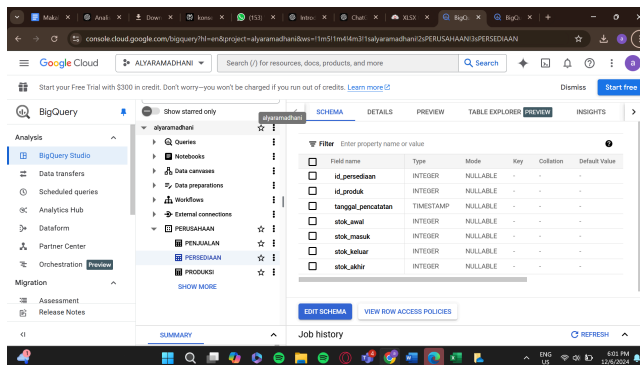 Make
Anali
Down
konse
(153)
Introd
Chat
XLSX
BigQ
BigQ
console.cloud.google.com/bigquery?hl=en&project=alyaramadhani&ws=!1m5!1m4!4m3!1salyaramadhani!2sPERUSAHAAN!3sPERSEDIAAN
Google Cloud
ALYARAMADHANI
Search (/) for resources, docs, products, and more
Search
a
Start your Free Trial with $300 in credit. Don't worry—you won't be charged if you run out of credits. Learn more
Dismiss
Start free
BigQuery
Analysis
BigQuery Studio
Data transfers
Scheduled queries
Analytics Hub
Dataform
Partner Center
Orchestration Preview
Migration
Assessment
Release Notes
Show starred only
alyaramadhani
alyaramadhani
Queries
Notebooks
Data canvases
Data preparations
Workflows
External connections
PERUSAHAAN
PENJUALAN
PERSEDIAAN
PRODUKSI
SHOW MORE
SUMMARY
SCHEMA DETAILS PREVIEW TABLE EXPLORER PREVIEW INSIGHTS
Filter Enter property name or value
Field name Type Mode Key Collation Default Value
id_persediaan INTEGER NULLABLE - - -
id_produk INTEGER NULLABLE - - -
tanggal_pencatatan TIMESTAMP NULLABLE - - -
stok_awal INTEGER NULLABLE - - -
stok_masuk INTEGER NULLABLE - - -
stok_keluar INTEGER NULLABLE - - -
stok_akhir INTEGER NULLABLE - - -
EDIT SCHEMA
VIEW ROW ACCESS POLICIES
Job history
REFRESH
ENG
US
6:01 PM
12/6/2024